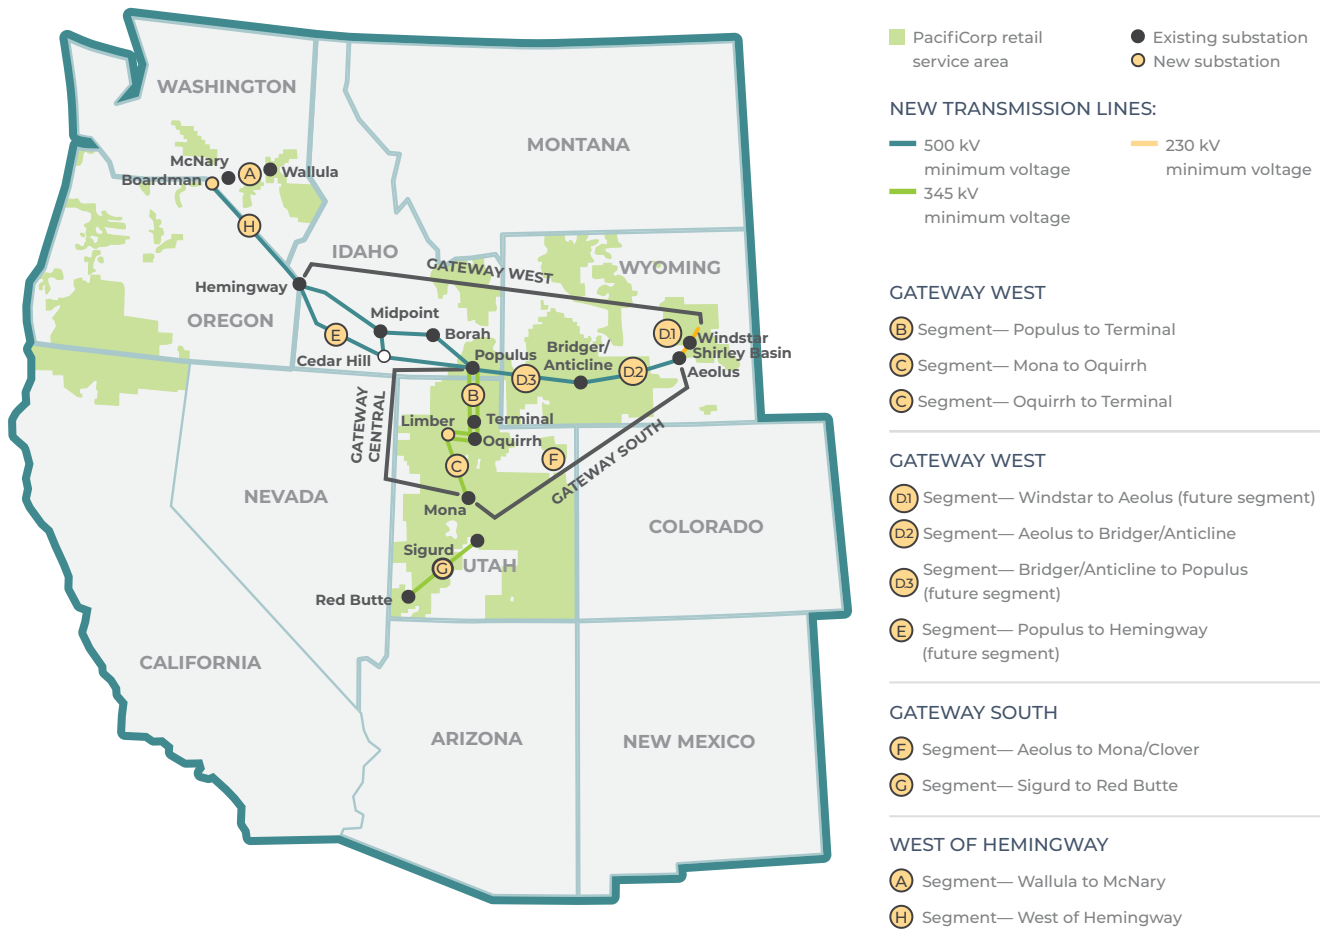 WASHINGTON
MONTANA
McNary
A
Wallula
Boardman
H
IDAHO
GATEWAY WEST
WYOMING
Hemingway
OREGON
Midpoint
E
Borah
Cedar Hill
Populus
Bridger/
Anticline
D.1
Windstar
Shirley Basin
Aeolus
D.2
D.3
B
GATEWAY
CENTRAL
Limber
Terminal
Oquirrh
C
F
GATEWAY SOUTH
NEVADA
Mona
COLORADO
Sigurd
G
UTAH
Red Butte
CALIFORNIA
ARIZONA
NEW MEXICO
PacifiCorp retail
service area
Existing substation
New substation
NEW TRANSMISSION LINES:
500 kV
minimum voltage
230 kV
minimum voltage
345 kV
minimum voltage
GATEWAY WEST
B Segment— Populus to Terminal
C Segment— Mona to Oquirrh
C Segment— Oquirrh to Terminal
GATEWAY WEST
D.1 Segment— Windstar to Aeolus (future segment)
D.2 Segment— Aeolus to Bridger/Anticline
D.3 Segment— Bridger/Anticline to Populus
(future segment)
E Segment— Populus to Hemingway
(future segment)
GATEWAY SOUTH
F Segment— Aeolus to Mona/Clover
G Segment— Sigurd to Red Butte
WEST OF HEMINGWAY
A Segment— Wallula to McNary
H Segment— West of Hemingway